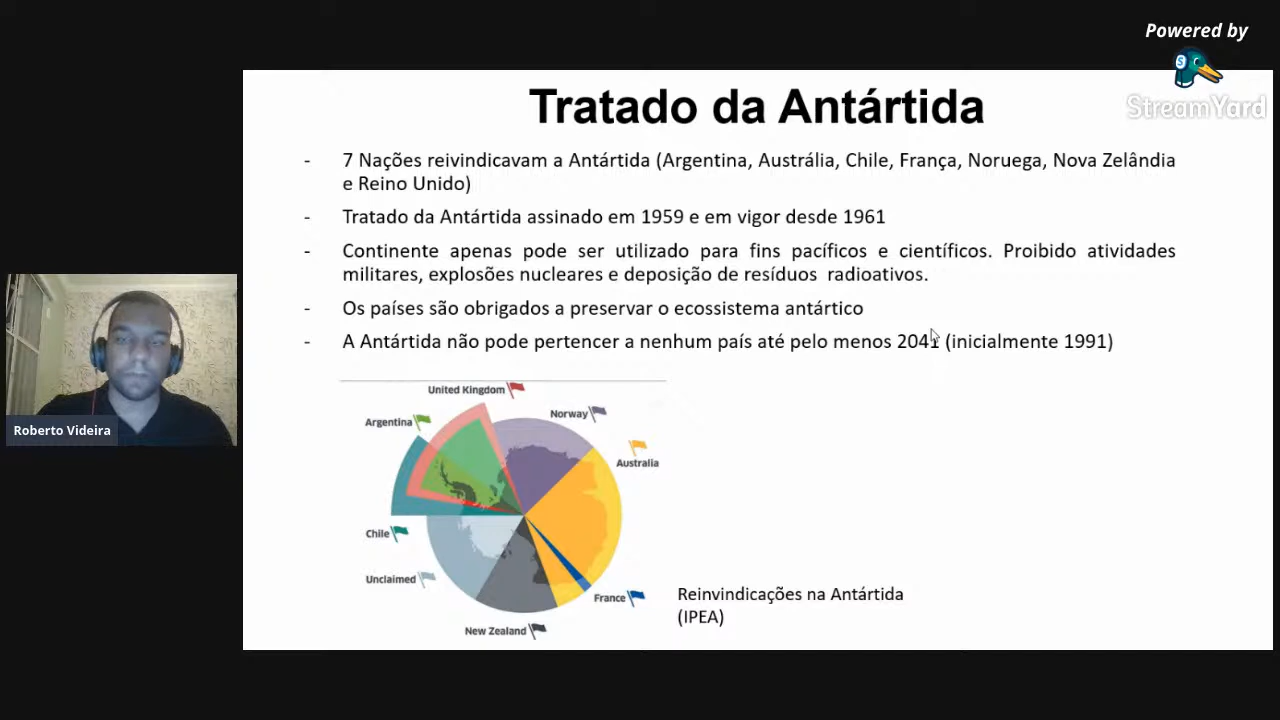 Powered by
StreamYard
Tratado da Antártida
- 7 Nações reivindicavam a Antártida (Argentina, Austrália, Chile, França, Noruega, Nova Zelândia
e Reino Unido)
- Tratado da Antártida assinado em 1959 e em vigor desde 1961
- Continente apenas pode ser utilizado para fins pacíficos e científicos. Proibido atividades
militares, explosões nucleares e deposição de resíduos radioativos.
- Os países são obrigados a preservar o ecossistema antártico
- A Antártida não pode pertencer a nenhum país até pelo menos 2041 (inicialmente 1991)
United Kingdom
Norway
Argentina
Australia
Chile
Unclaimed
France
New Zealand
Reinvindicações na Antártida
(IPEA)
Roberto Videira